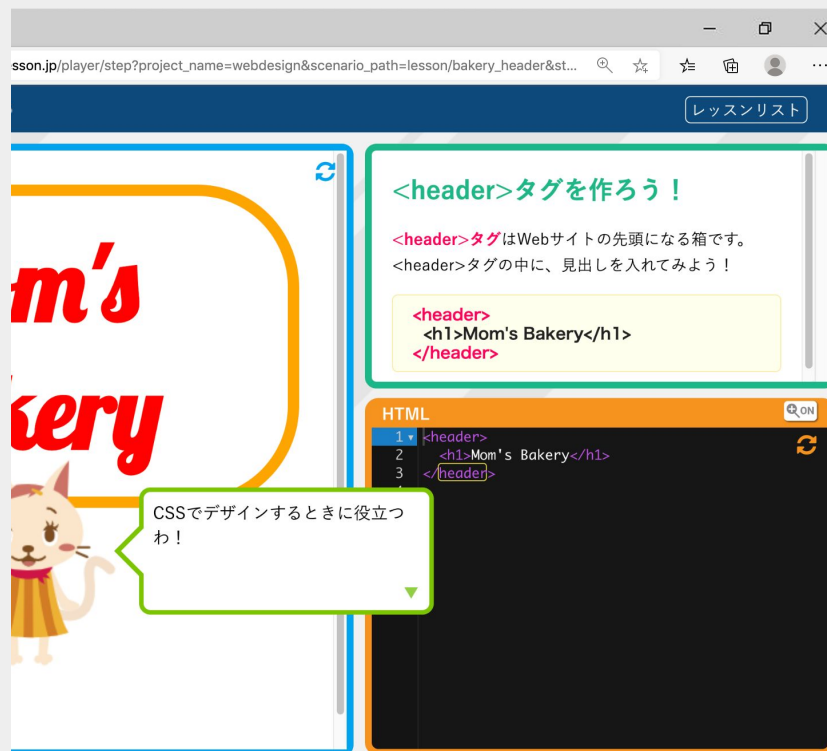 sson.jp/player/step?project_name=webdesign&scenario_path=lesson/bakery_header&st...
レッスンリスト
m's
kery
CSSでデザインするときに役立つ
わ！
<header>タグを作ろう！
<header>タグはWebサイトの先頭になる箱です。
<header>タグの中に、見出しを入れてみよう！
<header>
<h1>Mom's Bakery</h1>
</header>
HTML
ON
1 <header>
2 <h1>Mom's Bakery</h1>
3 </header>